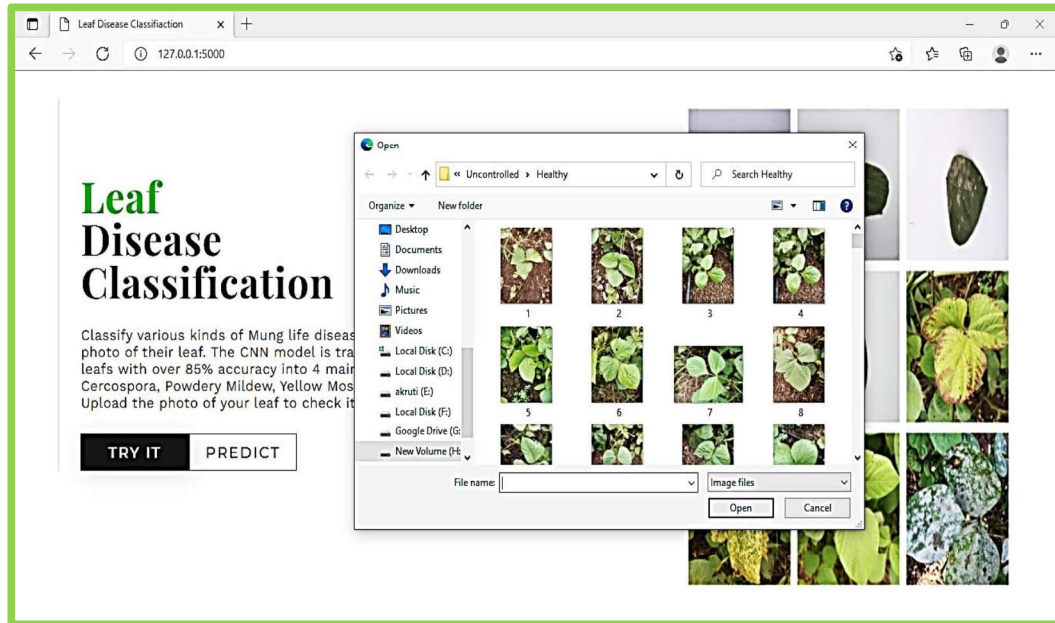 Leaf Disease Classifiaction
127.0.0.1:5000
Leaf
Disease
Classification
Classify various kinds of Mung life diseas
photo of their leaf. The CNN model is tra
leafs with over 85% accuracy into 4 mair
Cercospora, Powdery Mildew, Yellow Mos
Upload the photo of your leaf to check it
TRY IT PREDICT
Open
« Uncontrolled › Healthy
Search Healthy
Organize New folder
Desktop
Documents
Downloads
Music
Pictures
Videos
Local Disk (C:)
Local Disk (D:)
akruti (E:)
Local Disk (F:)
Google Drive (G:
New Volume (H:
1 2 3 4
5 6 7 8
File name: Image files
Open Cancel